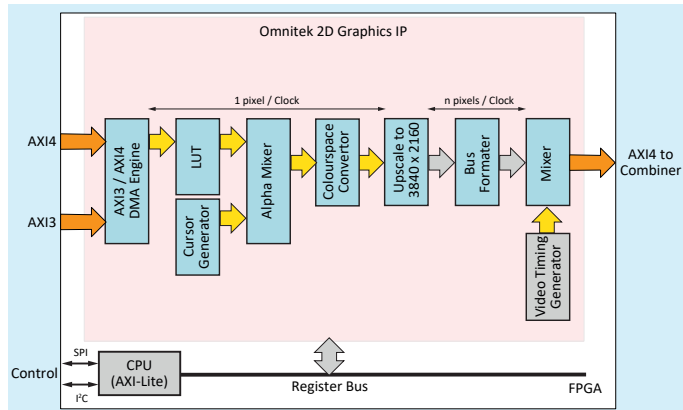 Omnitek 2D Graphics IP
1 pixel / Clock
n pixels / Clock
AXI4
AXI3
AXI3 / AXI4
DMA Engine
LUT
Cursor
Generator
Alpha Mixer
Colourspace
Convertor
Upscale to
3840 x 2160
Bus
Formater
Mixer
AXI4 to
Combiner
Video Timing
Generator
Control
SPI
I²C
CPU
(AXI-Lite)
Register Bus
FPGA